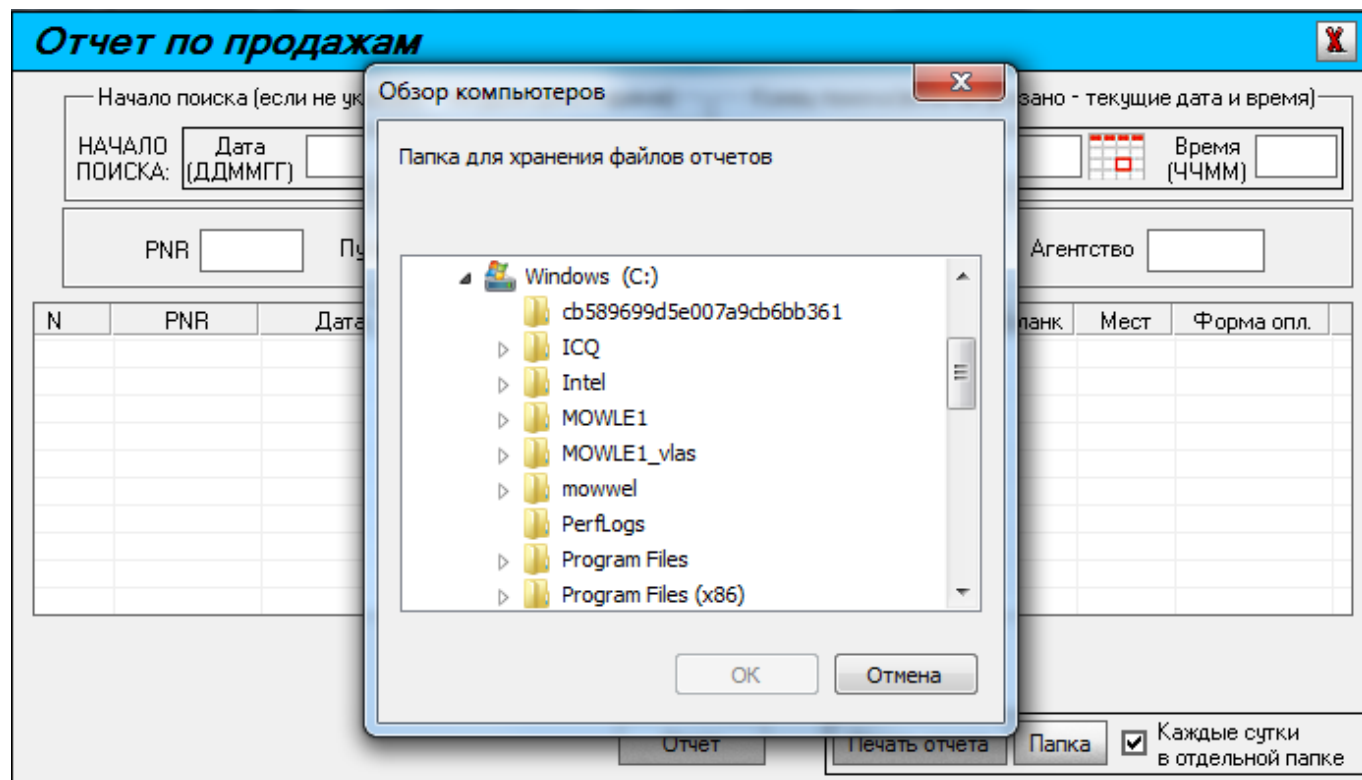 Отчет по продажам
Обзор компьютеров
Начало поиска (если не ук
зано - текущие дата и время)
НАЧАЛО ПОИСКА:
Дата (ДДММГГ)
Время (ЧЧММ)
Папка для хранения файлов отчетов
PNR
Агентство
Windows (C:)
cb589699d5e007a9cb6bb361
ICQ
Intel
MOWLE1
MOWLE1_vlas
mowwel
PerfLogs
Program Files
Program Files (x86)
N PNR Дата
ланк Мест Форма опл.
OK Отмена
Отчет Печать отчета Папка
Каждые сутки
в отдельной папке